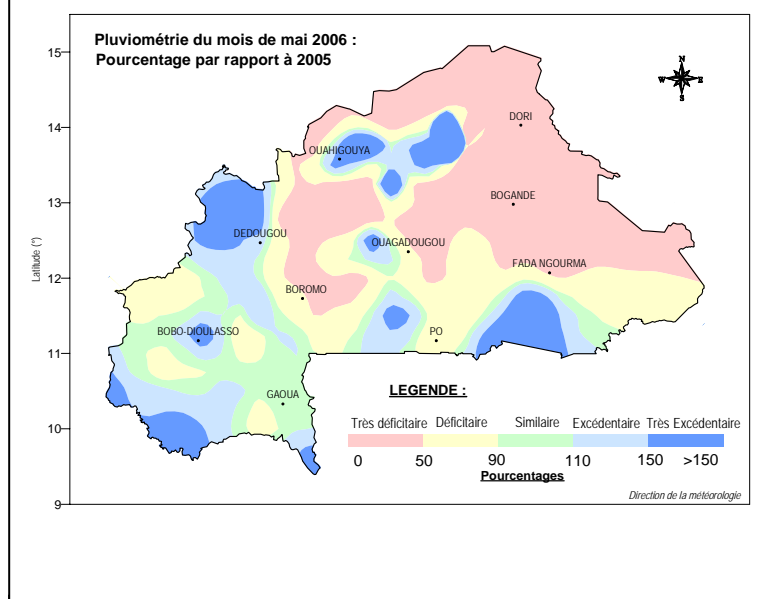 Pluviométrie du mois de mai 2006 :
Pourcentage par rapport à 2005
N
W E
S
15
14
13
12
11
10
9
Latitude (°)
DORI
OUAHIGOUYA
BOGANDE
DEDOUGOU
OUAGADOUGOU
FADA NGOURMA
BOROMO
BOBO-DIOULASSO
PO
GAOUA
LEGENDE :
Très déficitaire Déficitaire Similaire Excédentaire Très Excédentaire
0 50 90 110 150 >150
Pourcentages
Direction de la météorologie